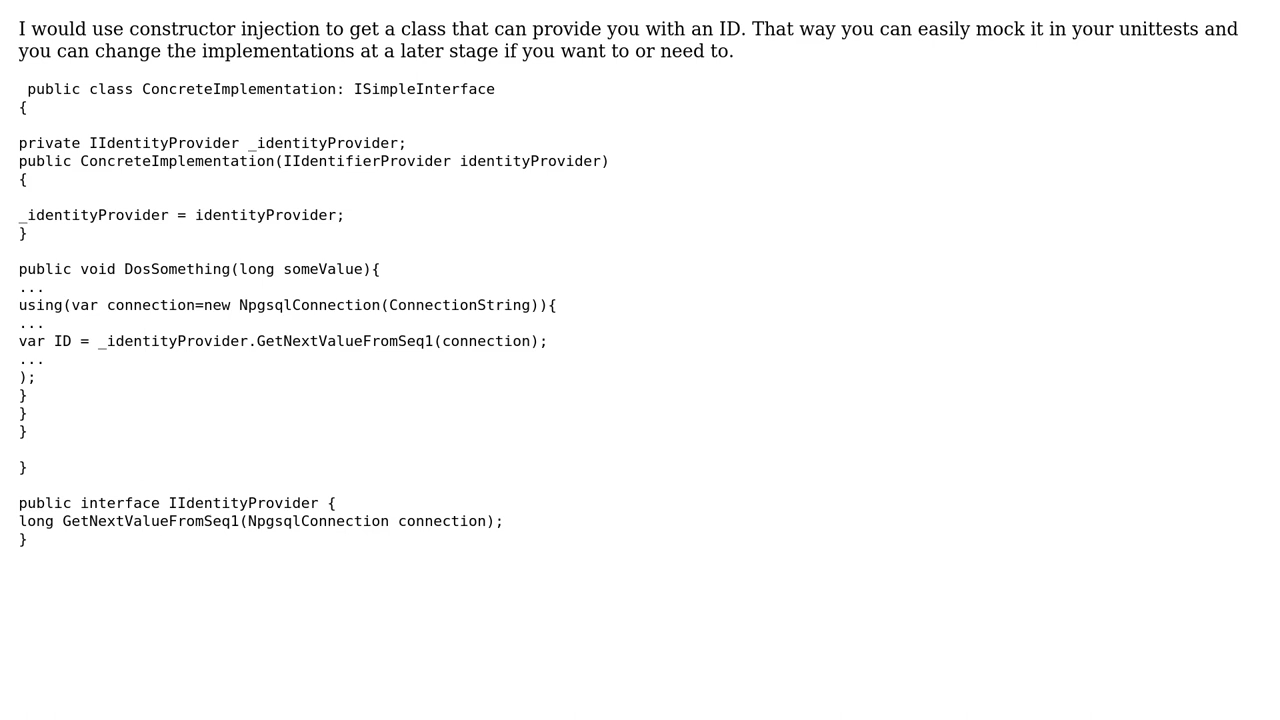 I would use constructor injection to get a class that can provide you with an ID. That way you can easily mock it in your unittests and
you can change the implementations at a later stage if you want to or need to.
public class ConcreteImplementation: ISimpleInterface
{
private IIdentityProvider _identityProvider;
public ConcreteImplementation(IIdentifierProvider identityProvider)
{
_identityProvider = identityProvider;
}
public void DosSomething(long someValue){
...
using(var connection=new NpgsqlConnection(ConnectionString)){
...
var ID = _identityProvider.GetNextValueFromSeq1(connection);
...
);
}
}
}
}
public interface IIdentityProvider {
long GetNextValueFromSeq1(NpgsqlConnection connection);
}